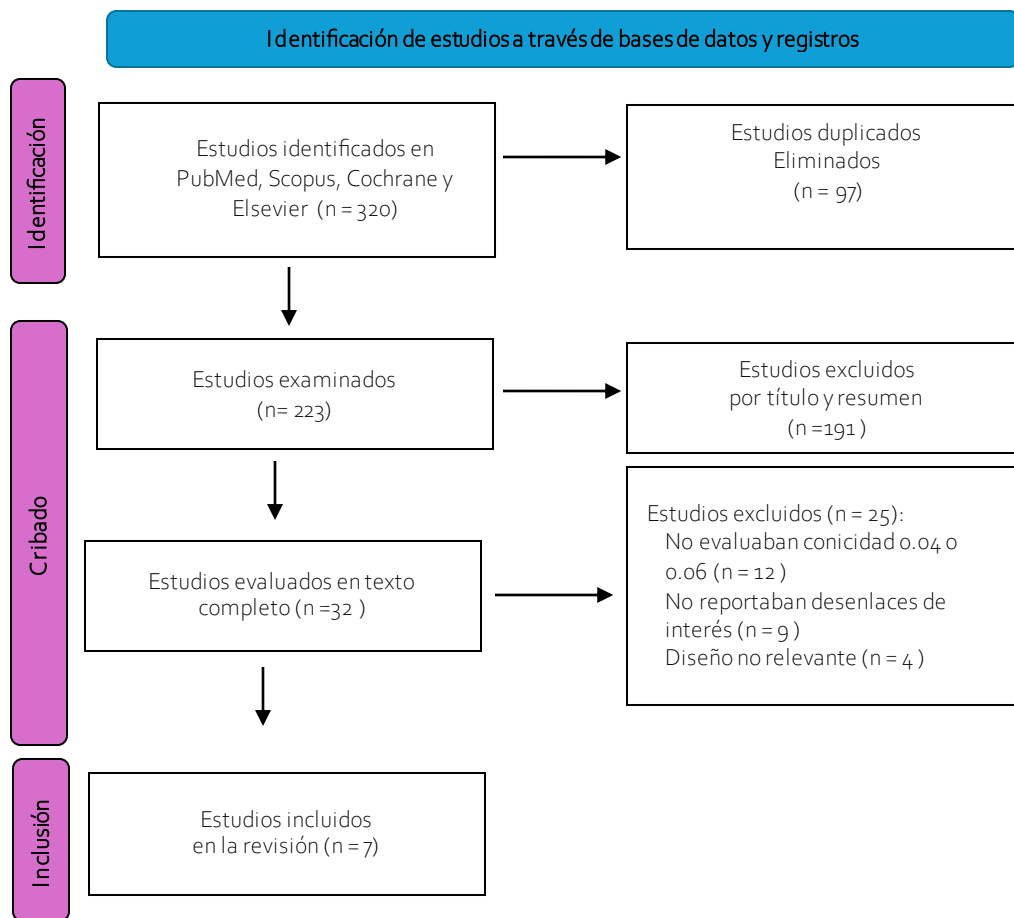 Identificación de estudios a través de bases de datos y registros
Identificación
Estudios identificados en
PubMed, Scopus, Cochrane y
Elsevier (n = 320)
Estudios duplicados
Eliminados
(n = 97)
Cribado
Estudios examinados
(n= 223)
Estudios excluidos
por título y resumen
(n =191 )
Estudios evaluados en texto
completo (n =32 )
Estudios excluidos (n = 25):
No evaluaban conicidad 0.04 o
0.06 (n = 12 )
No reportaban desenlaces de
interés (n = 9 )
Diseño no relevante (n = 4 )
Inclusión
Estudios incluidos
en la revisión (n = 7)